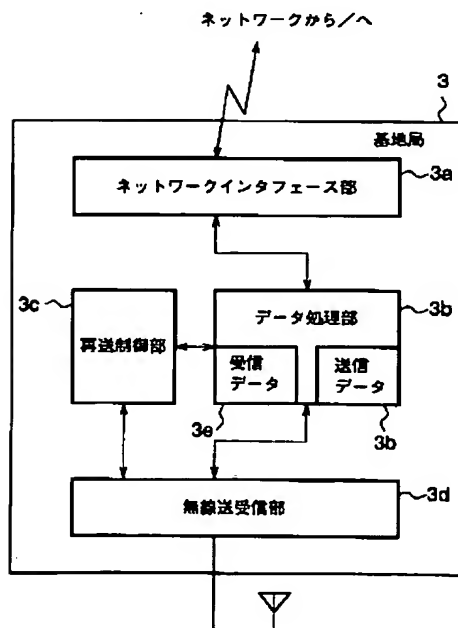 ネットワークから/へ
3
基地局
ネットワークインタフェース部
3a
3c
再送制御部
データ処理部
3b
受信
データ
送信
データ
3e
3b
無線送受信部
3d